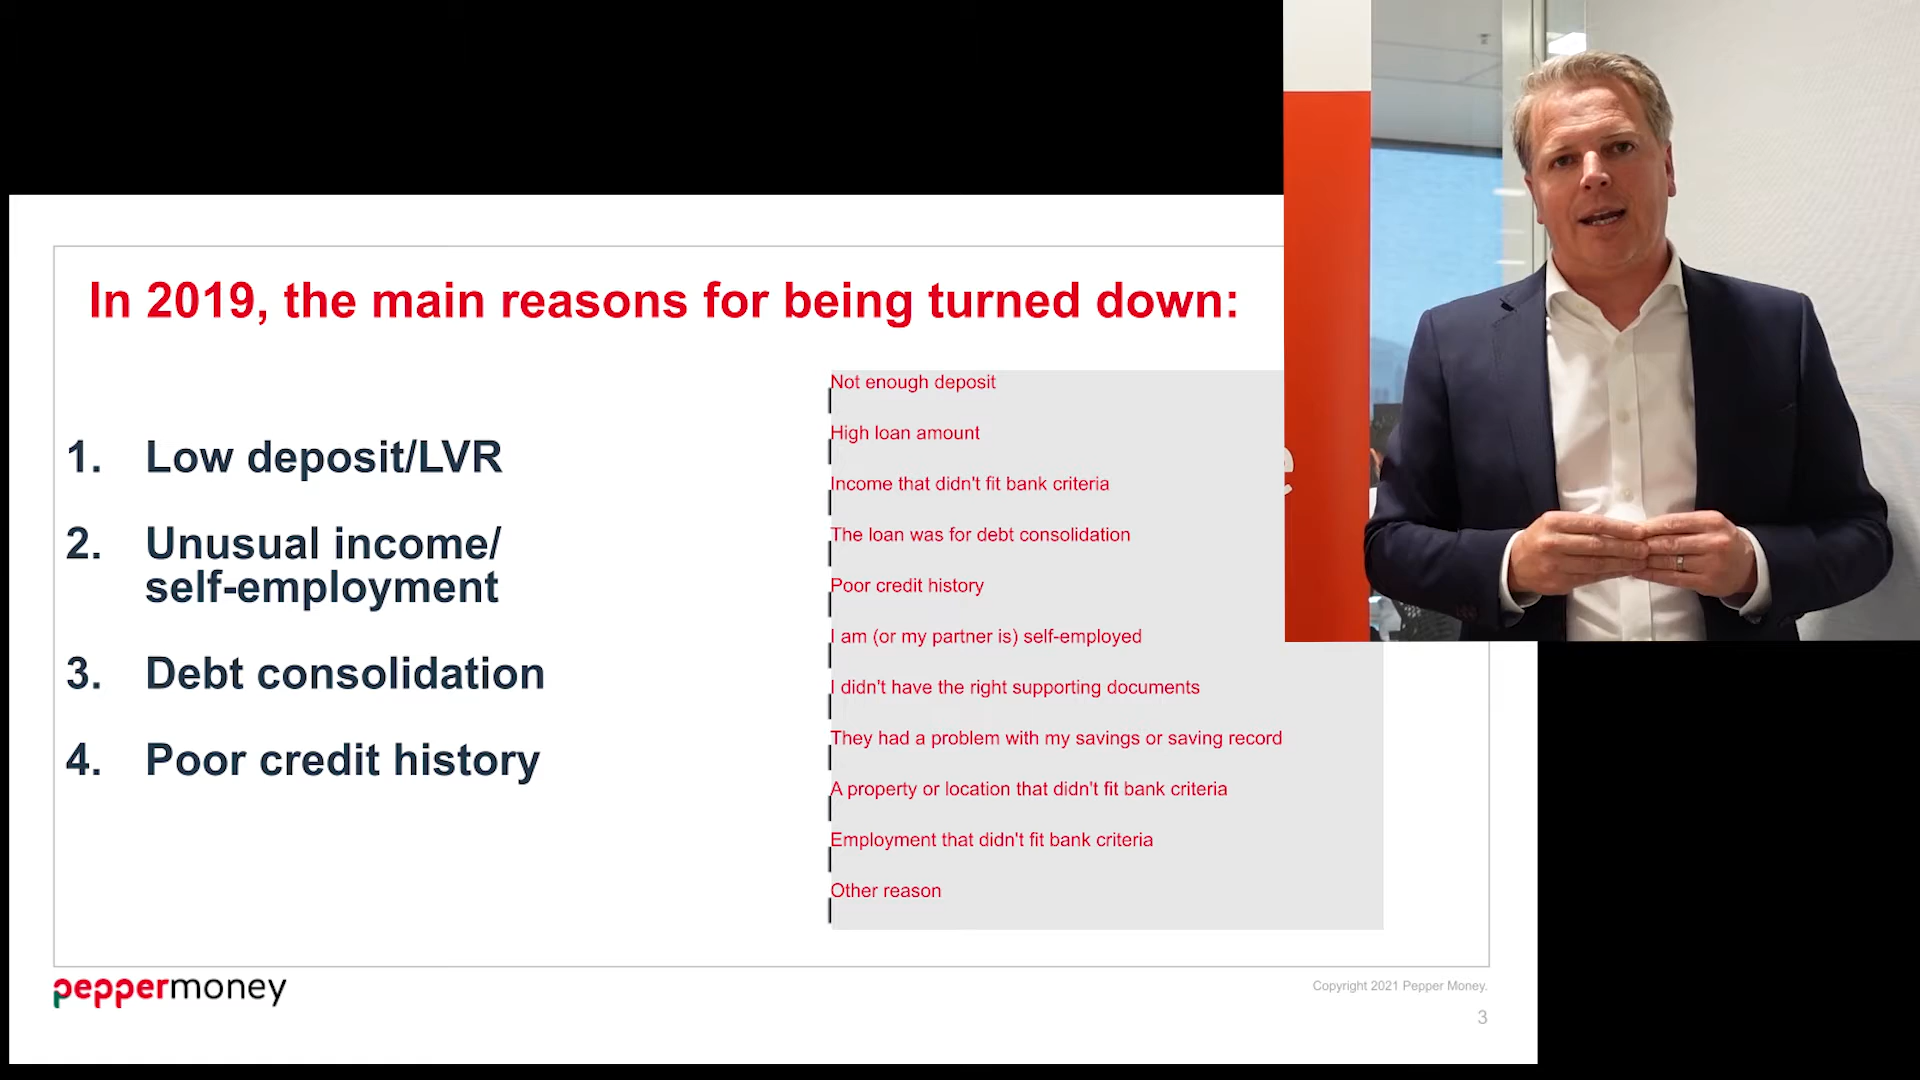 In 2019, the main reasons for being turned down:
1. Low deposit/LVR
2. Unusual income/
self-employment
3. Debt consolidation
4. Poor credit history
Not enough deposit
High loan amount
Income that didn't fit bank criteria
The loan was for debt consolidation
Poor credit history
I am (or my partner is) self-employed
I didn't have the right supporting documents
They had a problem with my savings or saving record
A property or location that didn't fit bank criteria
Employment that didn't fit bank criteria
Other reason
e
peppermoney
Copyright 2021 Pepper Money.
3